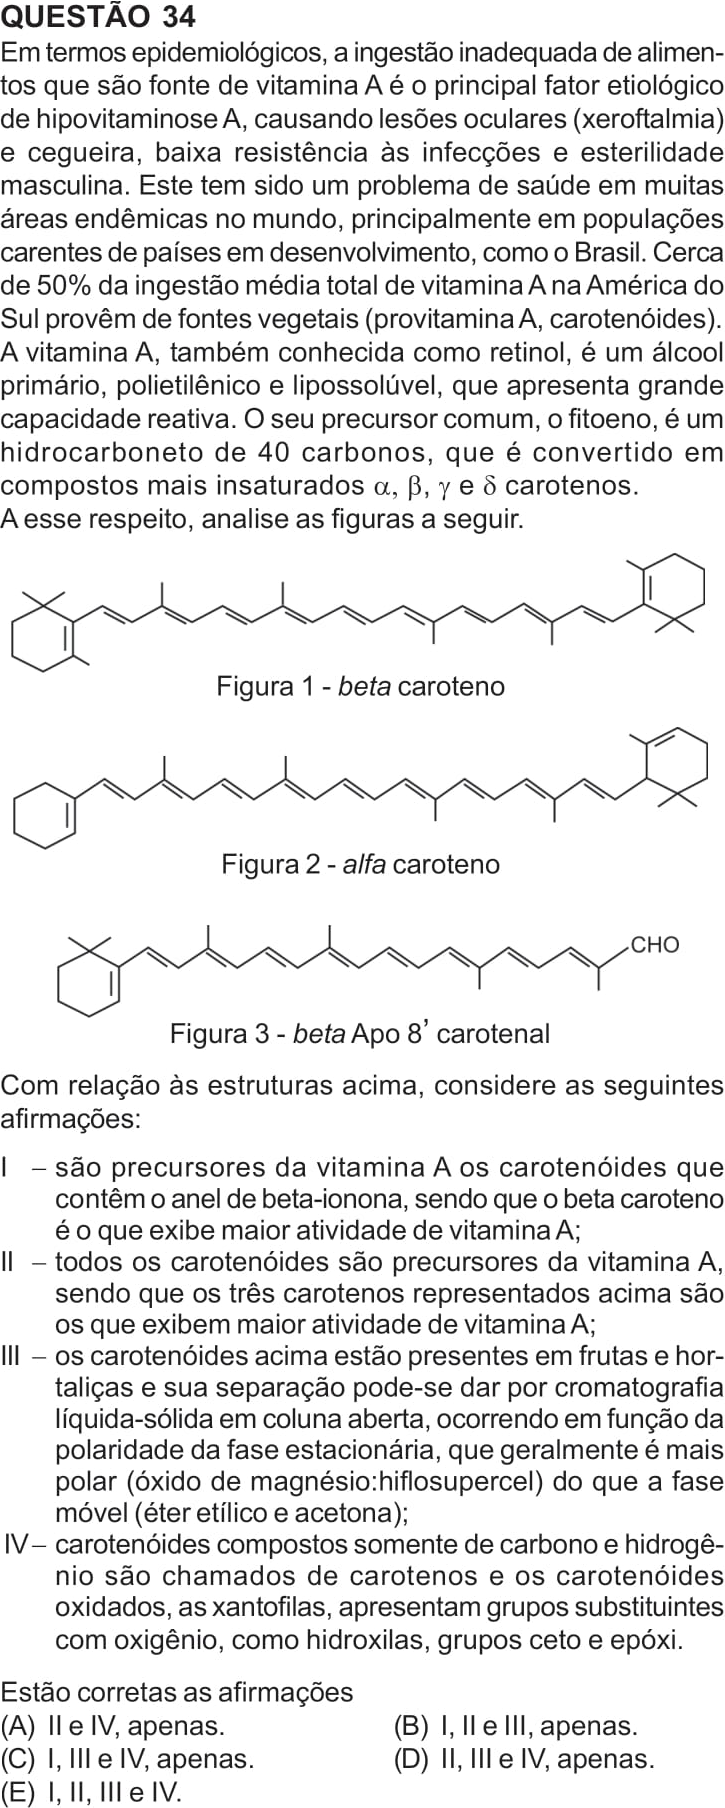 QUESTÃO 34
Em termos epidemiológicos, a ingestão inadequada de alimen-
tos que são fonte de vitamina A é o principal fator etiológico
de hipovitaminose A, causando lesões oculares (xeroftalmia)
e cegueira, baixa resistência às infecções e esterilidade
masculina. Este tem sido um problema de saúde em muitas
áreas endêmicas no mundo, principalmente em populações
carentes de países em desenvolvimento, como o Brasil. Cerca
de 50% da ingestão média total de vitamina A na América do
Sul provêm de fontes vegetais (provitamina A, carotenóides).
A vitamina A, também conhecida como retinol, é um álcool
primário, polietilênico e lipossolúvel, que apresenta grande
capacidade reativa. O seu precursor comum, o fitoeno, é um
hidrocarboneto de 40 carbonos, que é convertido em
compostos mais insaturados α, β, γ e δ carotenos.
A esse respeito, analise as figuras a seguir.
Figura 1 - beta caroteno
Figura 2 - alfa caroteno
CHO
Figura 3 - beta Apo 8’ carotenal
Com relação às estruturas acima, considere as seguintes
afirmações:
I – são precursores da vitamina A os carotenóides que
contêm o anel de beta-ionona, sendo que o beta caroteno
é o que exibe maior atividade de vitamina A;
II – todos os carotenóides são precursores da vitamina A,
sendo que os três carotenos representados acima são
os que exibem maior atividade de vitamina A;
III – os carotenóides acima estão presentes em frutas e hor-
taliças e sua separação pode-se dar por cromatografia
líquida-sólida em coluna aberta, ocorrendo em função da
polaridade da fase estacionária, que geralmente é mais
polar (óxido de magnésio:hiflosupercel) do que a fase
móvel (éter etílico e acetona);
IV – carotenóides compostos somente de carbono e hidrogê-
nio são chamados de carotenos e os carotenóides
oxidados, as xantofilas, apresentam grupos substituintes
com oxigênio, como hidroxilas, grupos ceto e epóxi.
Estão corretas as afirmações
(A) II e IV, apenas. (B) I, II e III, apenas.
(C) I, III e IV, apenas. (D) II, III e IV, apenas.
(E) I, II, III e IV.